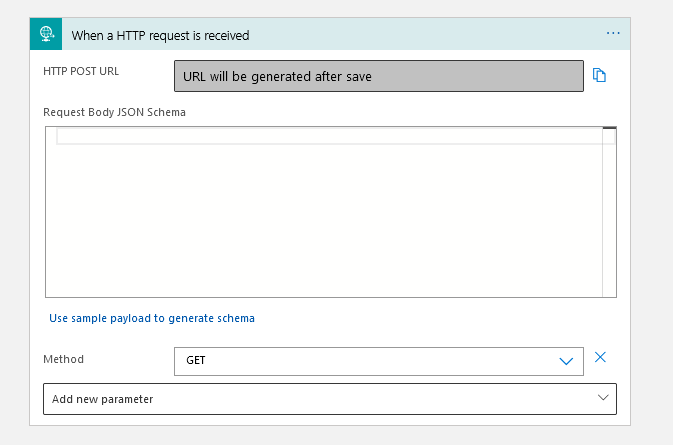 When a HTTP request is received
...
HTTP POST URL
URL will be generated after save
Request Body JSON Schema
Use sample payload to generate schema
Method
GET
Add new parameter